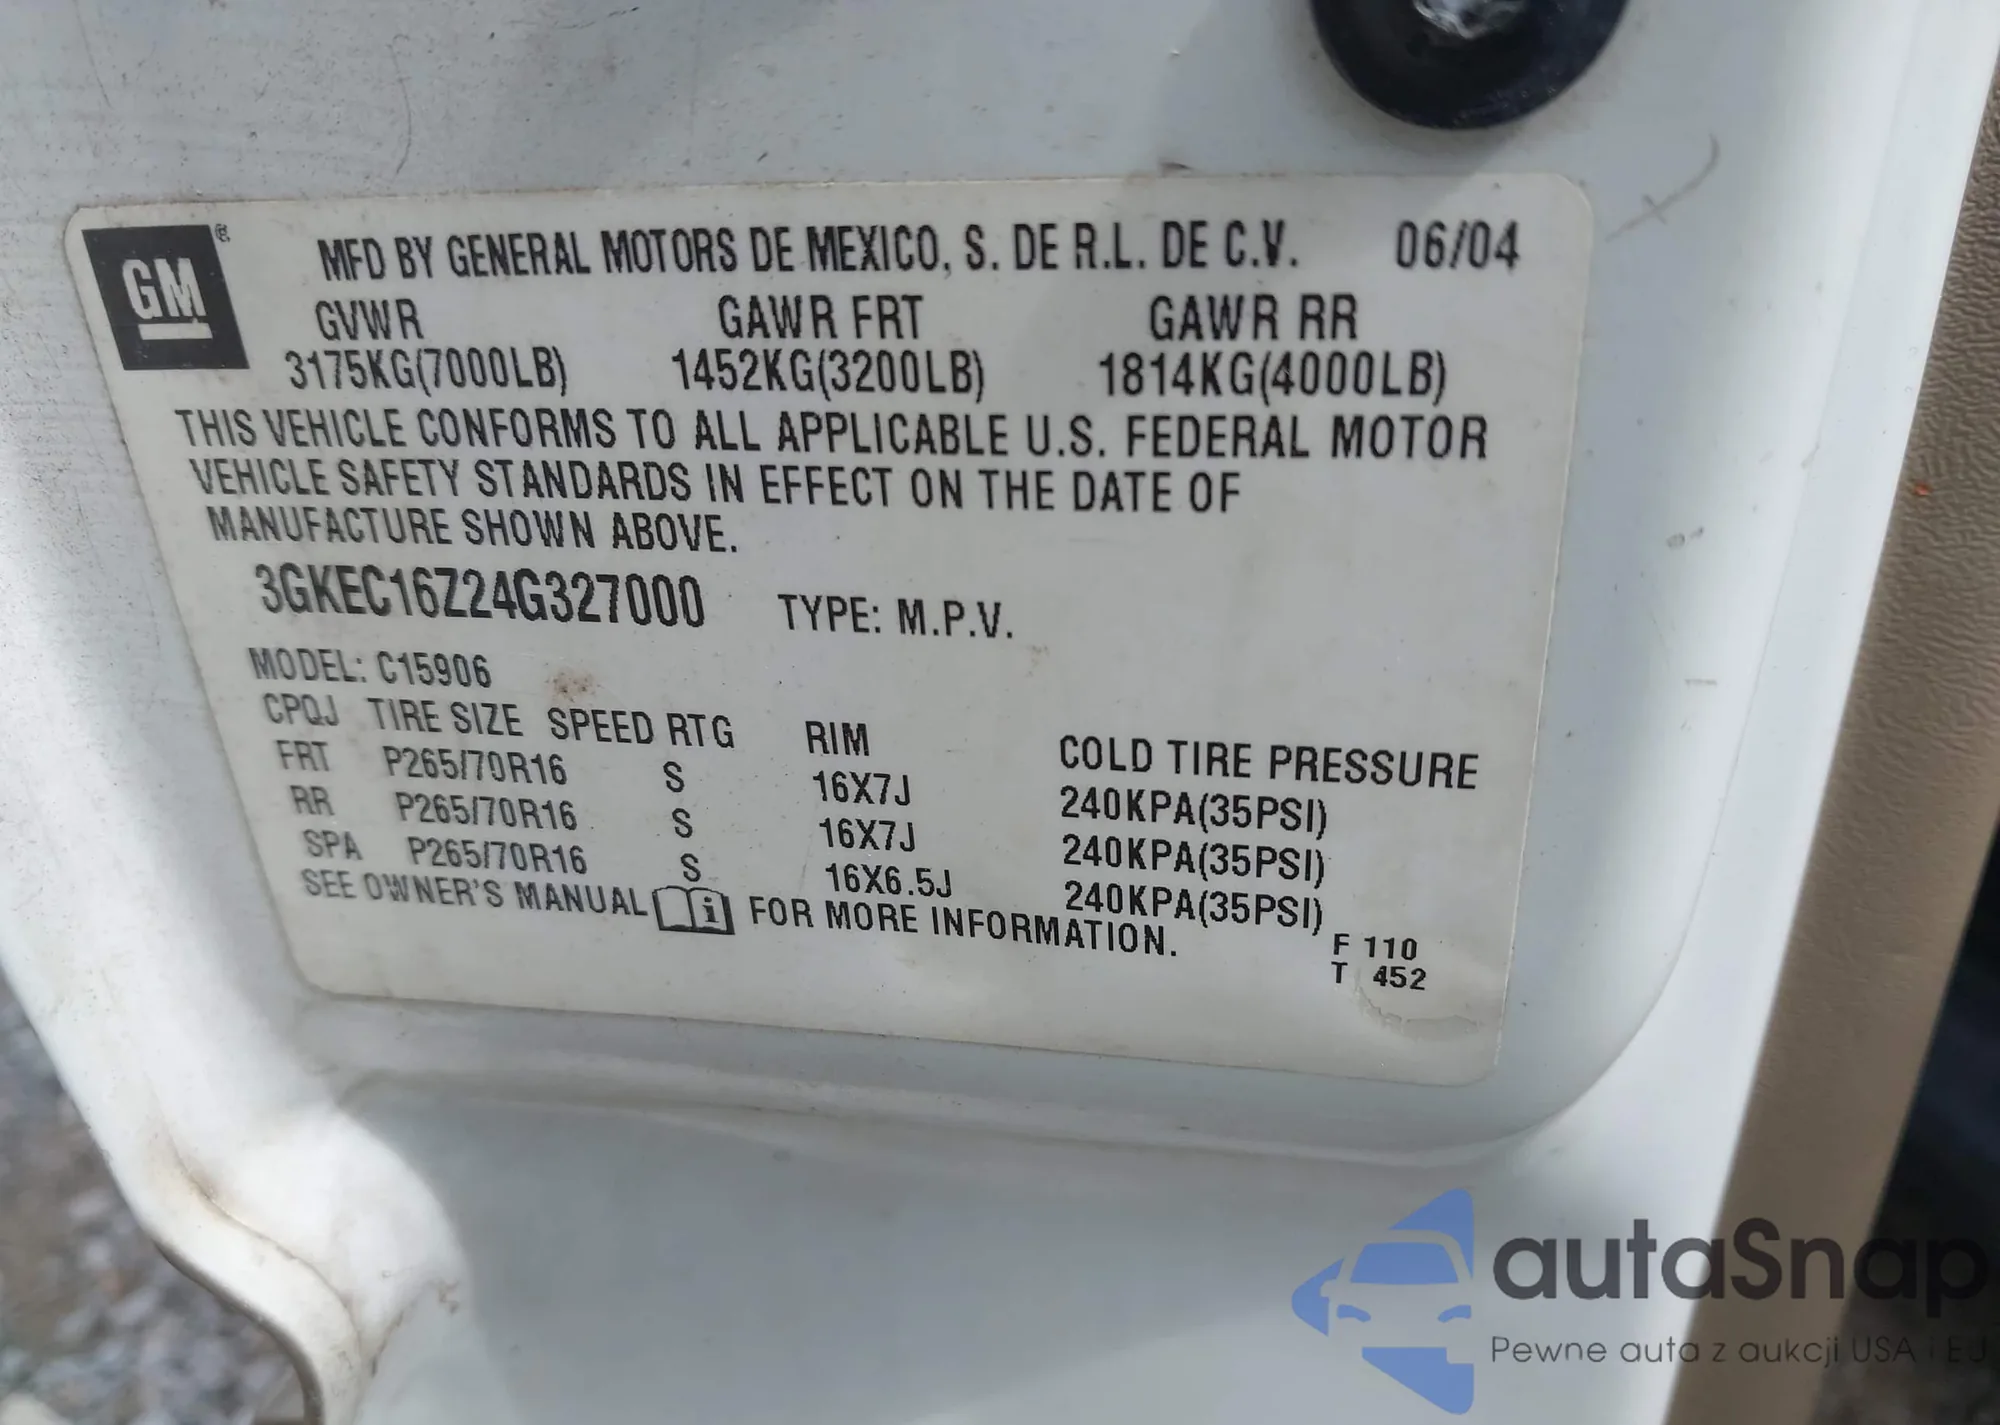 GM
MFD BY GENERAL MOTORS DE MEXICO, S. DE R.L. DE C.V. 06/04
GVWR GAWR FRT GAWR RR
3175KG(7000LB) 1452KG(3200LB) 1814KG(4000LB)
THIS VEHICLE CONFORMS TO ALL APPLICABLE U.S. FEDERAL MOTOR
VEHICLE SAFETY STANDARDS IN EFFECT ON THE DATE OF
MANUFACTURE SHOWN ABOVE.
3GKEC16Z24G327000 TYPE: M.P.V.
MODEL: C15906
CPQJ TIRE SIZE SPEED RTG RIM COLD TIRE PRESSURE
FRT P265/70R16 S 16X7J 240KPA(35PSI)
RR P265/70R16 S 16X7J 240KPA(35PSI)
SPA P265/70R16 S 16X6.5J 240KPA(35PSI)
SEE OWNER'S MANUAL i FOR MORE INFORMATION.
F 110
T 452
autaSnap
Pewne auta z aukcji USA i EU